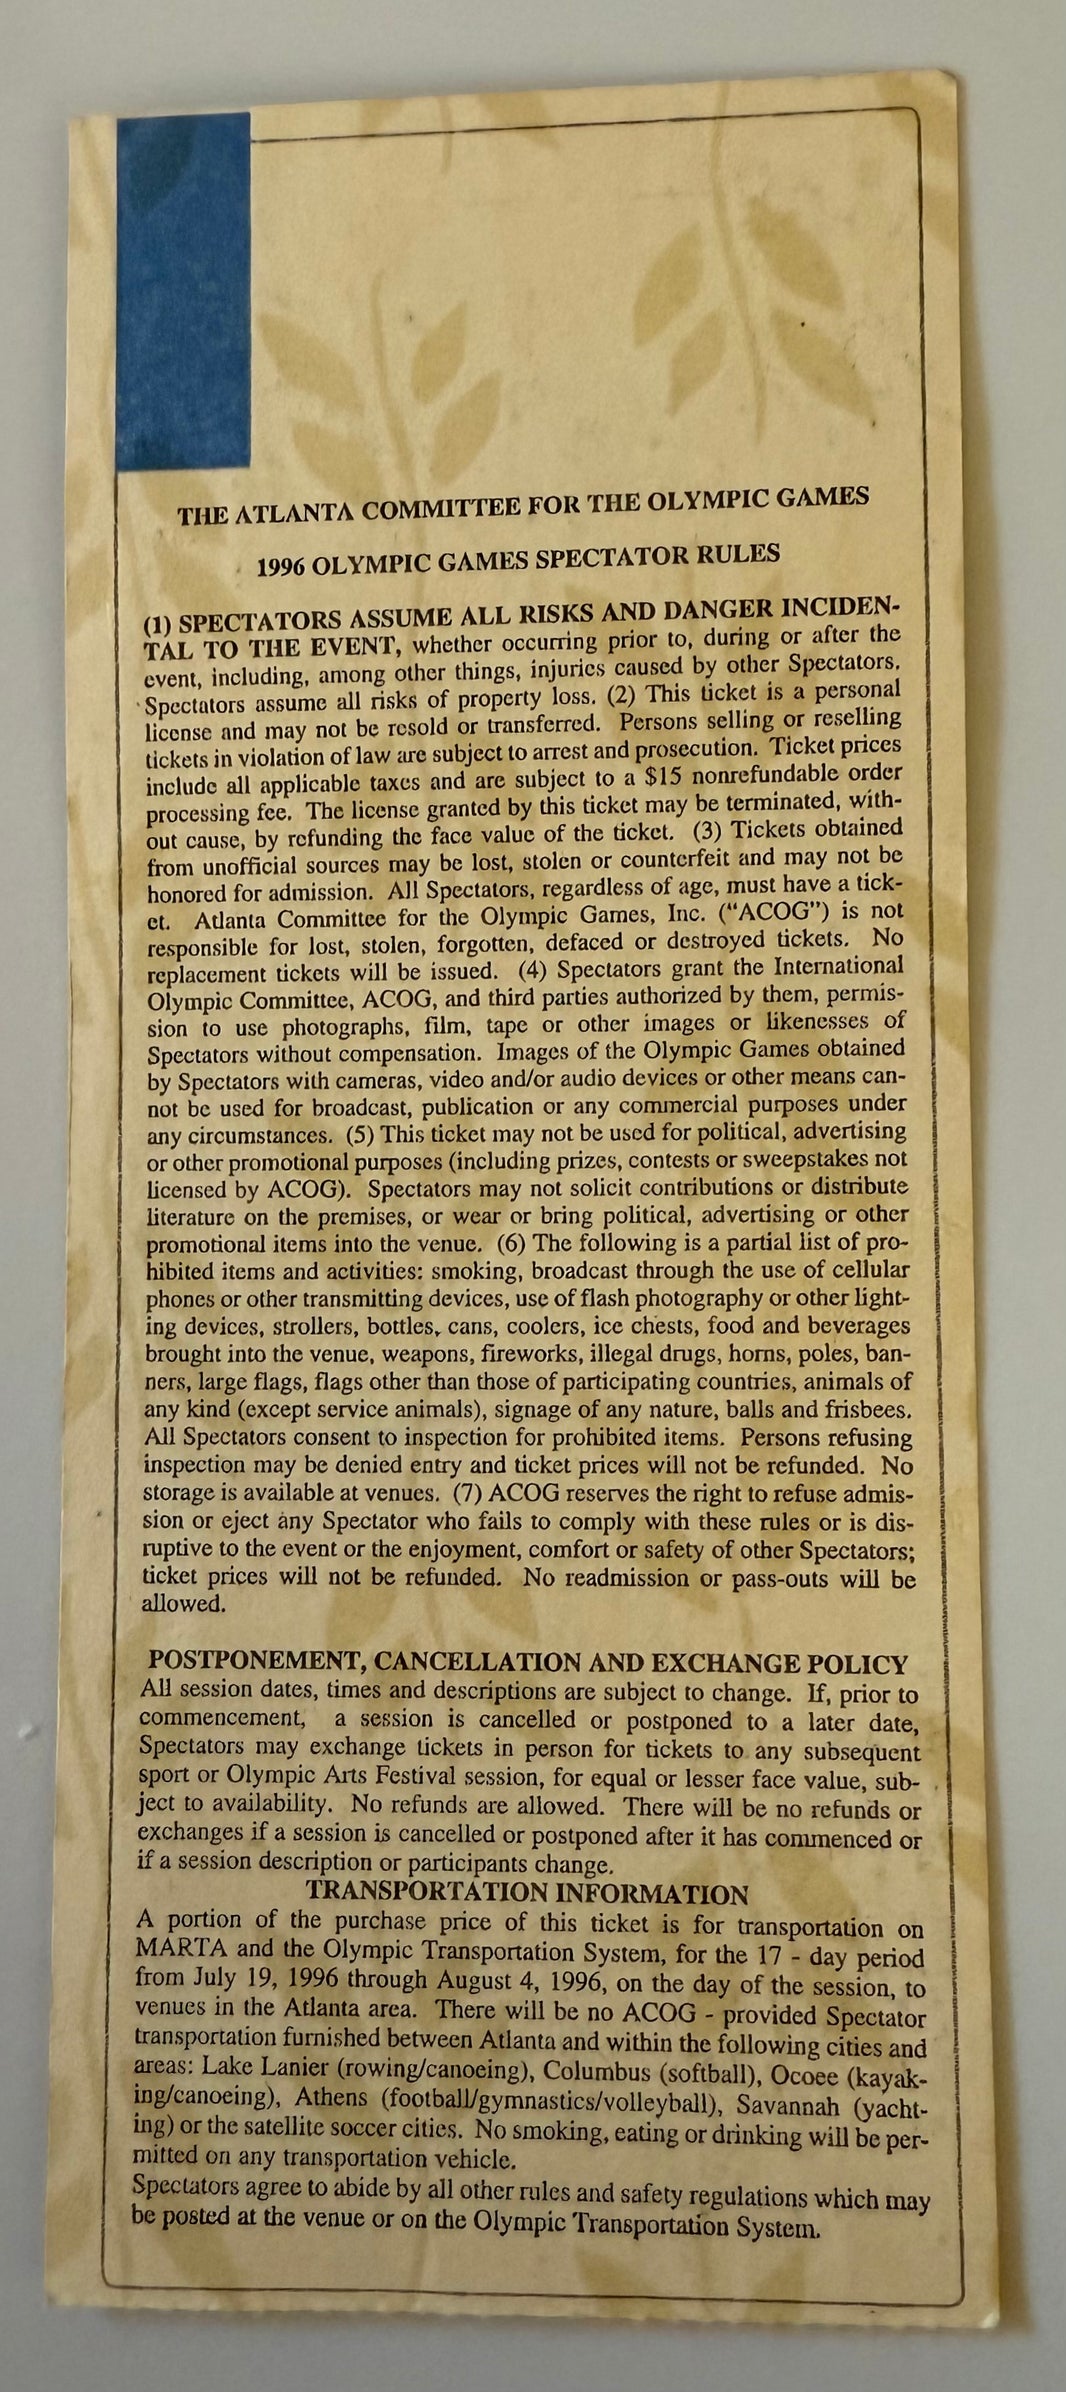 THE ATLANTA COMMITTEE FOR THE OLYMPIC GAMES
1996 OLYMPIC GAMES SPECTATOR RULES
(1) SPECTATORS ASSUME ALL RISKS AND DANGER INCIDEN-
TAL TO THE EVENT, whether occurring prior to, during or after the
event, including, among other things, injuries caused by other Spectators.
Spectators assume all risks of property loss. (2) This ticket is a personal
license and may not be resold or transferred. Persons selling or reselling
tickets in violation of law are subject to arrest and prosecution. Ticket prices
include all applicable taxes and are subject to a $15 nonrefundable order
processing fee. The license granted by this ticket may be terminated, with-
out cause, by refunding the face value of the ticket. (3) Tickets obtained
from unofficial sources may be lost, stolen or counterfeit and may not be
honored for admission. All Spectators, regardless of age, must have a tick-
et. Atlanta Committee for the Olympic Games, Inc. ("ACOG") is not
responsible for lost, stolen, forgotten, defaced or destroyed tickets. No
replacement tickets will be issued. (4) Spectators grant the International
Olympic Committee, ACOG, and third parties authorized by them, permis-
sion to use photographs, film, tape or other images or likenesses of
Spectators without compensation. Images of the Olympic Games obtained
by Spectators with cameras, video and/or audio devices or other means can-
not be used for broadcast, publication or any commercial purposes under
any circumstances. (5) This ticket may not be used for political, advertising
or other promotional purposes (including prizes, contests or sweepstakes not
licensed by ACOG). Spectators may not solicit contributions or distribute
literature on the premises, or wear or bring political, advertising or other
promotional items into the venue. (6) The following is a partial list of pro-
hibited items and activities: smoking, broadcast through the use of cellular
phones or other transmitting devices, use of flash photography or other light-
ing devices, strollers, bottles, cans, coolers, ice chests, food and beverages
brought into the venue, weapons, fireworks, illegal drugs, horns, poles, ban-
ners, large flags, flags other than those of participating countries, animals of
any kind (except service animals), signage of any nature, balls and frisbees.
All Spectators consent to inspection for prohibited items. Persons refusing
inspection may be denied entry and ticket prices will not be refunded. No
storage is available at venues. (7) ACOG reserves the right to refuse admis-
sion or eject any Spectator who fails to comply with these rules or is dis-
ruptive to the event or the enjoyment, comfort or safety of other Spectators;
ticket prices will not be refunded. No readmission or pass-outs will be
allowed.
POSTPONEMENT, CANCELLATION AND EXCHANGE POLICY
All session dates, times and descriptions are subject to change. If, prior to
commencement, a session is cancelled or postponed to a later date,
Spectators may exchange tickets in person for tickets to any subsequent
sport or Olympic Arts Festival session, for equal or lesser face value, sub-
ject to availability. No refunds are allowed. There will be no refunds or
exchanges if a session is cancelled or postponed after it has commenced or
if a session description or participants change.
TRANSPORTATION INFORMATION
A portion of the purchase price of this ticket is for transportation on
MARTA and the Olympic Transportation System, for the 17 - day period
from July 19, 1996 through August 4, 1996, on the day of the session, to
venues in the Atlanta area. There will be no ACOG - provided Spectator
transportation furnished between Atlanta and within the following cities and
areas: Lake Lanier (rowing/canoeing), Columbus (softball), Ocoee (kayak-
ing/canoeing), Athens (football/gymnastics/volleyball), Savannah (yacht-
ing) or the satellite soccer cities. No smoking, eating or drinking will be per-
mitted on any transportation vehicle.
Spectators agree to abide by all other rules and safety regulations which may
be posted at the venue or on the Olympic Transportation System.